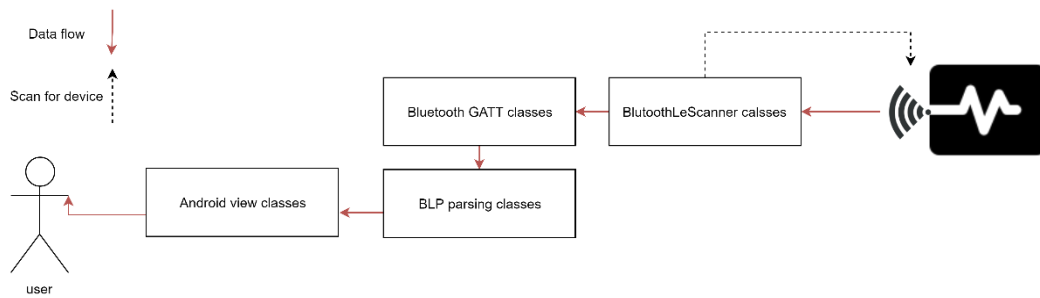 Data flow
Scan for device
Bluetooth GATT classes
BlutoothLeScanner calsses
Android view classes
BLP parsing classes
user